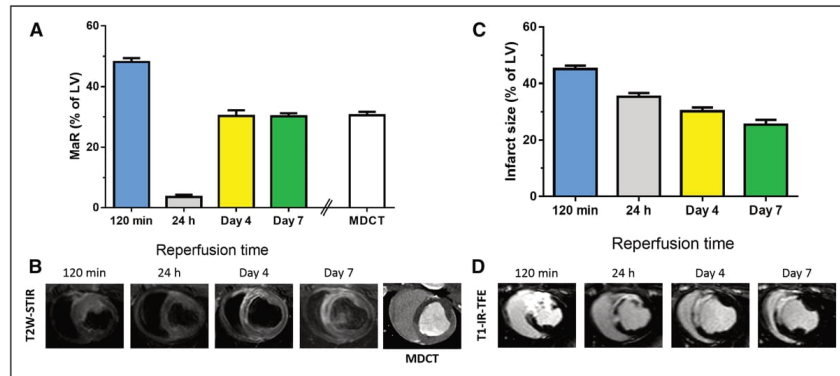 A
60
40
20
0
MaR (% of LV)
120 min 24 h Day 4 Day 7 MDCT
Reperfusion time
B
120 min 24 h Day 4 Day 7
T2W-STIR
MDCT
C
60
40
20
0
Infarct size (% of LV)
120 min 24 h Day 4 Day 7
Reperfusion time
D
120 min 24 h Day 4 Day 7
T1-IR-TFE